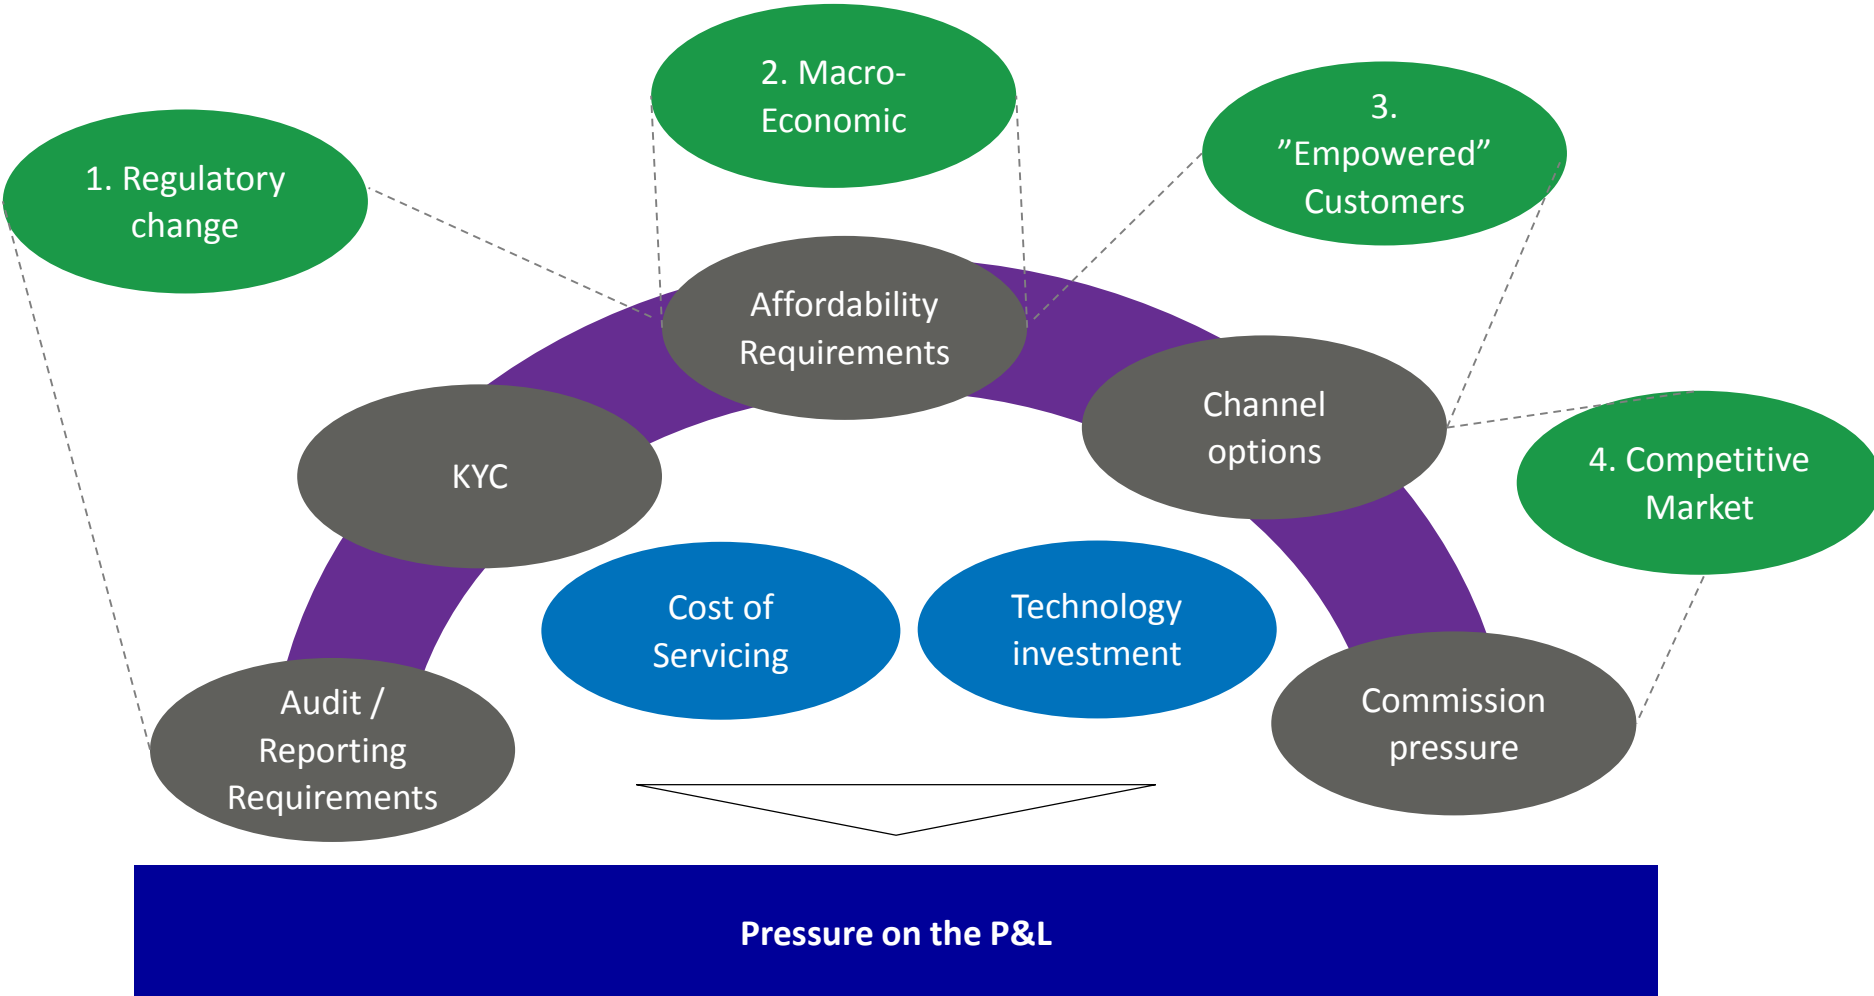 1. Regulatory
change
2. Macro-
Economic
3.
”Empowered”
Customers
4. Competitive
Market
Affordability
Requirements
Channel
options
KYC
Cost of
Servicing
Technology
investment
Audit /
Reporting
Requirements
Commission
pressure
Pressure on the P&L